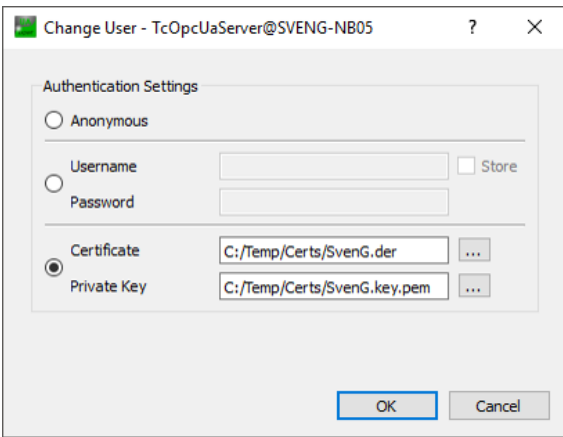 Change User - TcOpcUaServer@SVENG-NB05 ? ×
Authentication Settings
Anonymous
Username Store
Password
Certificate C:/Temp/Certs/SvenG.der ...
Private Key C:/Temp/Certs/SvenG.key.pem ...
OK Cancel